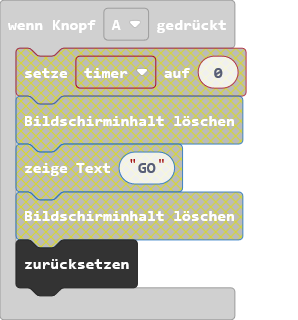 wenn Knopf A gedrückt
setze timer auf 0
Bildschirminhalt löschen
zeige Text "GO"
Bildschirminhalt löschen
zurücksetzen